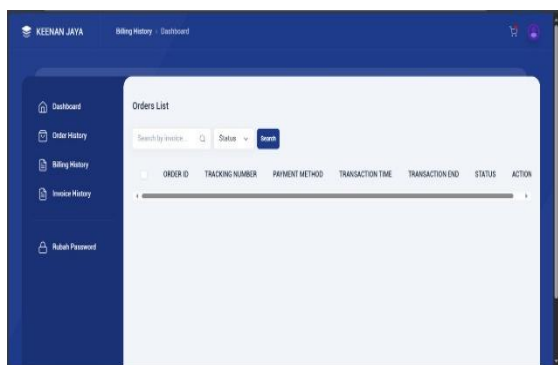 KEENAN JAYA
Billing History - Dashboard
Dashboard
Order History
Billing History
Invoice History
Rubah Password
Orders List
Search by invoice... Status Search
ORDER ID TRACKING NUMBER PAYMENT METHOD TRANSACTION TIME TRANSACTION END STATUS ACTION